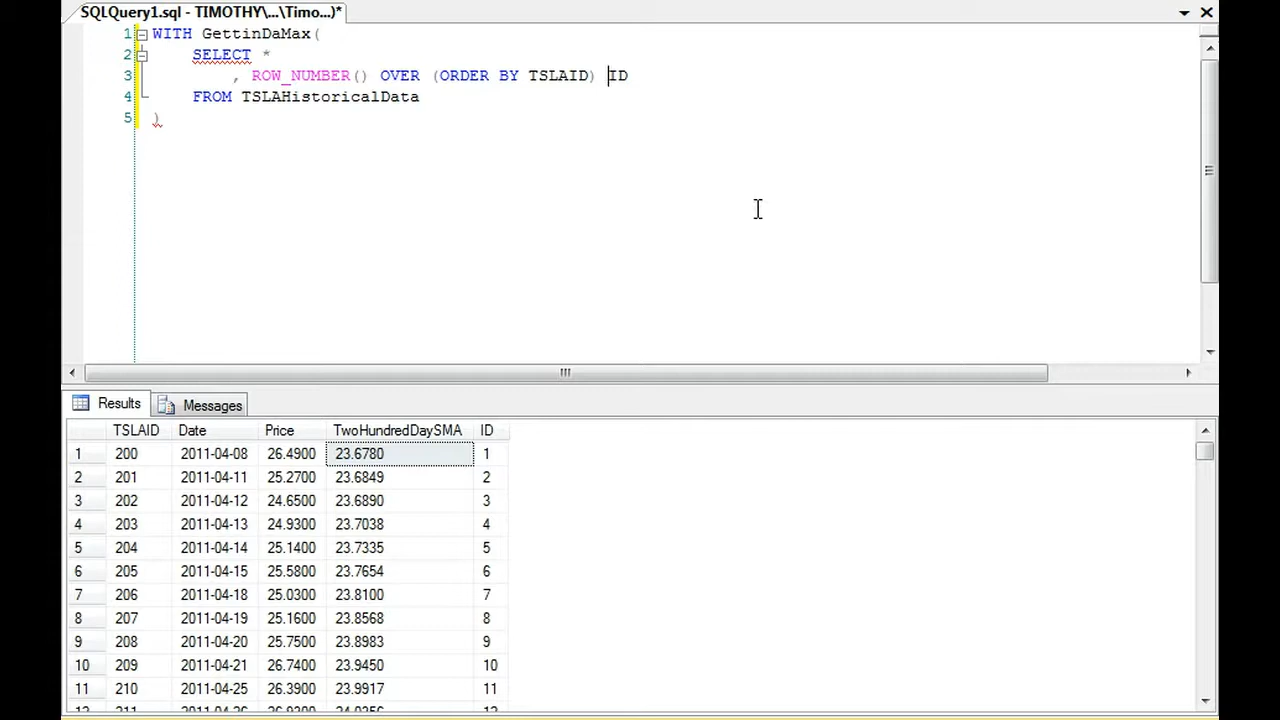 SQLQuery1.sql - TIMOTHY\...\Timo...)*
1 WITH GettinDaMax(
2 SELECT *
3 , ROW_NUMBER() OVER (ORDER BY TSLAID) ID
4 FROM TSLAHistoricalData
5 )
Results Messages
TSLAID Date Price TwoHundredDaySMA ID
1 200 2011-04-08 26.4900 23.6780 1
2 201 2011-04-11 25.2700 23.6849 2
3 202 2011-04-12 24.6500 23.6890 3
4 203 2011-04-13 24.9300 23.7038 4
5 204 2011-04-14 25.1400 23.7335 5
6 205 2011-04-15 25.5800 23.7654 6
7 206 2011-04-18 25.0300 23.8100 7
8 207 2011-04-19 25.1600 23.8568 8
9 208 2011-04-20 25.7500 23.8983 9
10 209 2011-04-21 26.7400 23.9450 10
11 210 2011-04-25 26.3900 23.9917 11